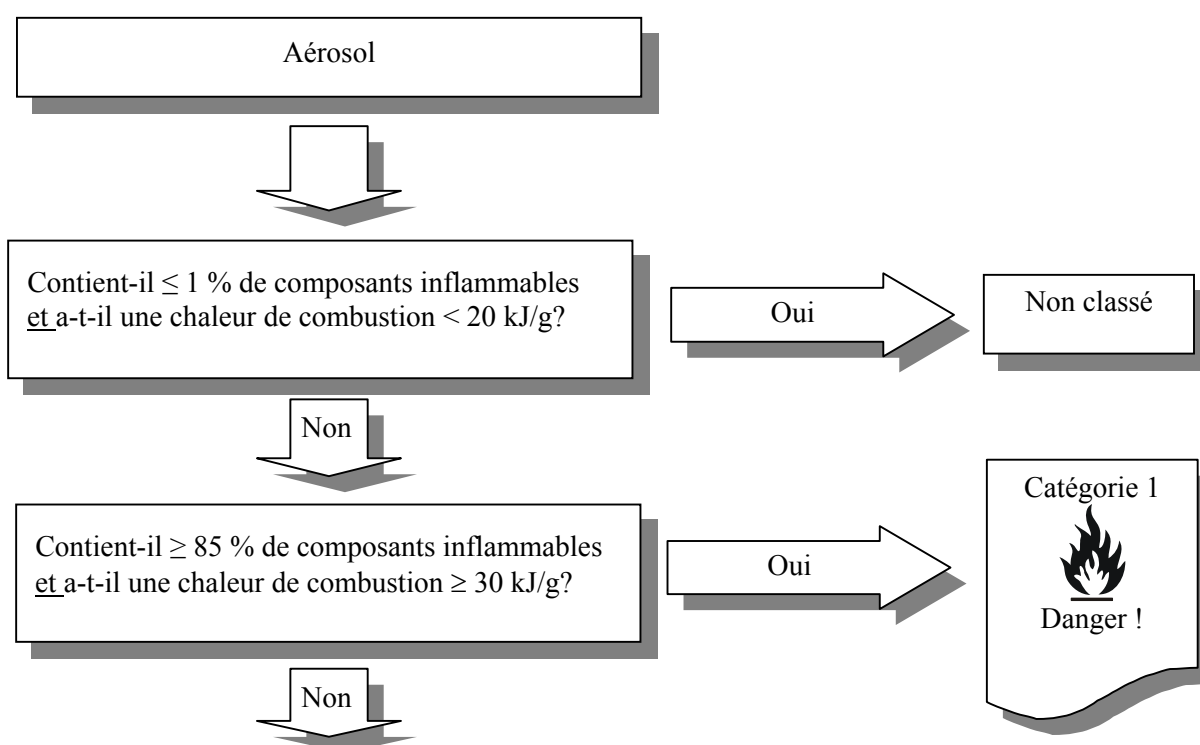 Aérosol
Contient-il ≤ 1 % de composants inflammables
et a-t-il une chaleur de combustion < 20 kJ/g?
Oui
Non classé
Non
Contient-il ≥ 85 % de composants inflammables
et a-t-il une chaleur de combustion ≥ 30 kJ/g?
Oui
Catégorie 1
Danger !
Non